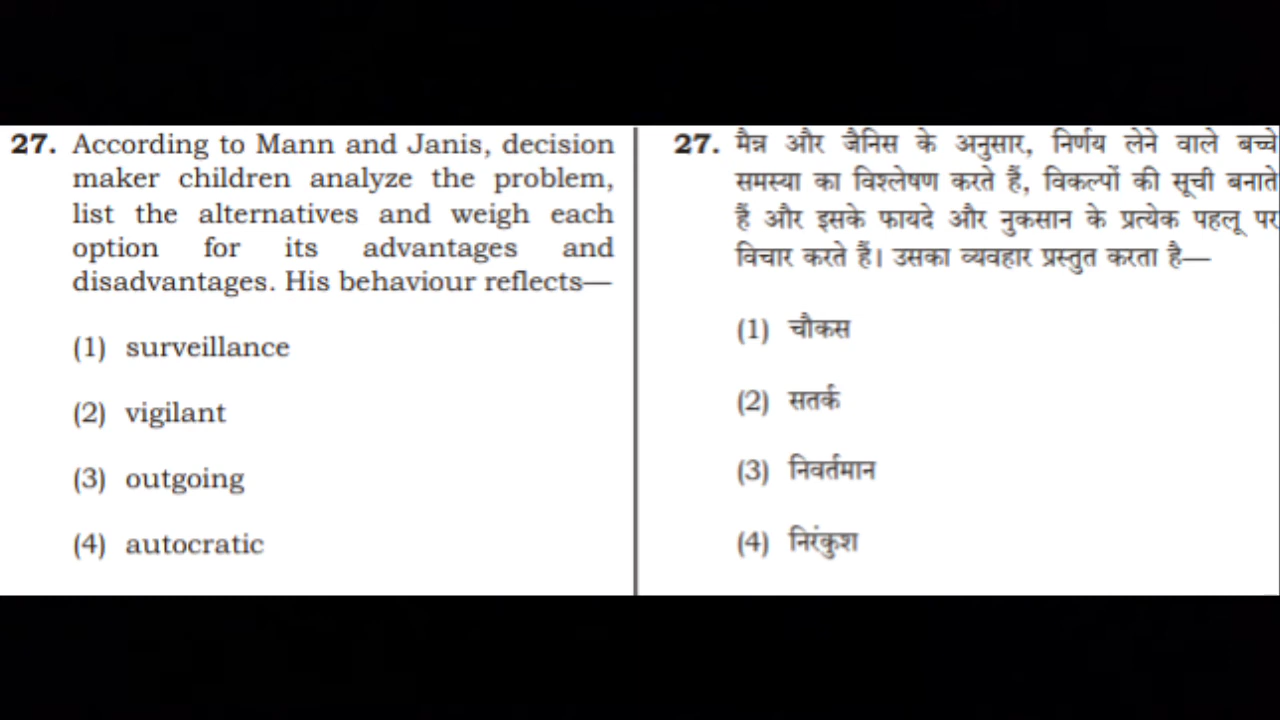 27. According to Mann and Janis, decision
maker children analyze the problem,
list the alternatives and weigh each
option for its advantages and
disadvantages. His behaviour reflects—
(1) surveillance
(2) vigilant
(3) outgoing
(4) autocratic
27. मैन्न और जैनिस के अनुसार, निर्णय लेने वाले बच्चे
समस्या का विश्लेषण करते हैं, विकल्पों की सूची बनाते
हैं और इसके फायदे और नुकसान के प्रत्येक पहलू पर
विचार करते हैं। उसका व्यवहार प्रस्तुत करता है—
(1) चौकस
(2) सतर्क
(3) निवर्तमान
(4) निरंकुश